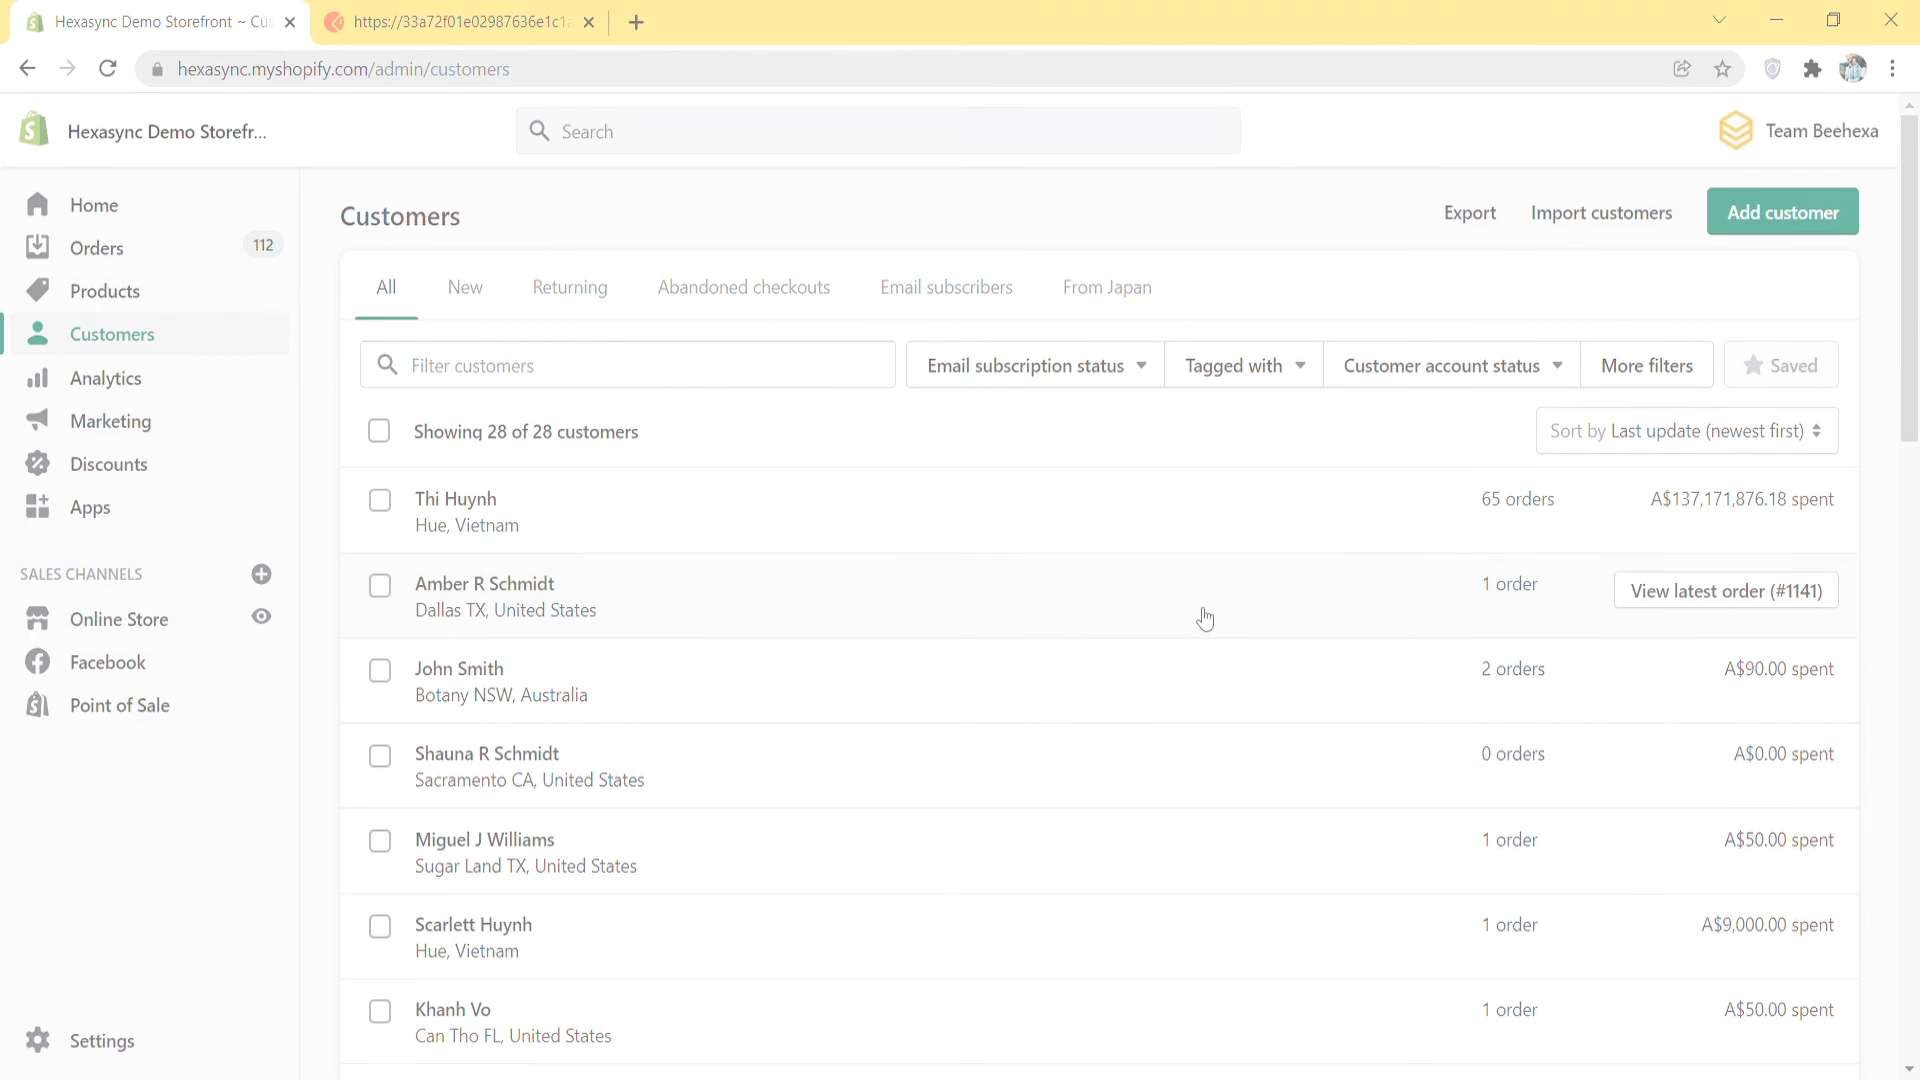 Hexasync Demo Storefront ~ Cus
https://33a72f01e02987636e1c1a
hexasync.myshopify.com/admin/customers
Hexasync Demo Storefr...
Search
Team Beehexa
Home
Orders
112
Products
Customers
Analytics
Marketing
Discounts
Apps
SALES CHANNELS
Online Store
Facebook
Point of Sale
Settings
Customers
Export
Import customers
Add customer
All
New
Returning
Abandoned checkouts
Email subscribers
From Japan
Filter customers
Email subscription status
Tagged with
Customer account status
More filters
Saved
Showing 28 of 28 customers
Sort by Last update (newest first)
Thi Huynh
65 orders
A$137,171,876.18 spent
Hue, Vietnam
Amber R Schmidt
1 order
View latest order (#1141)
Dallas TX, United States
John Smith
2 orders
A$90.00 spent
Botany NSW, Australia
Shauna R Schmidt
0 orders
A$0.00 spent
Sacramento CA, United States
Miguel J Williams
1 order
A$50.00 spent
Sugar Land TX, United States
Scarlett Huynh
1 order
A$9,000.00 spent
Hue, Vietnam
Khanh Vo
1 order
A$50.00 spent
Can Tho FL, United States